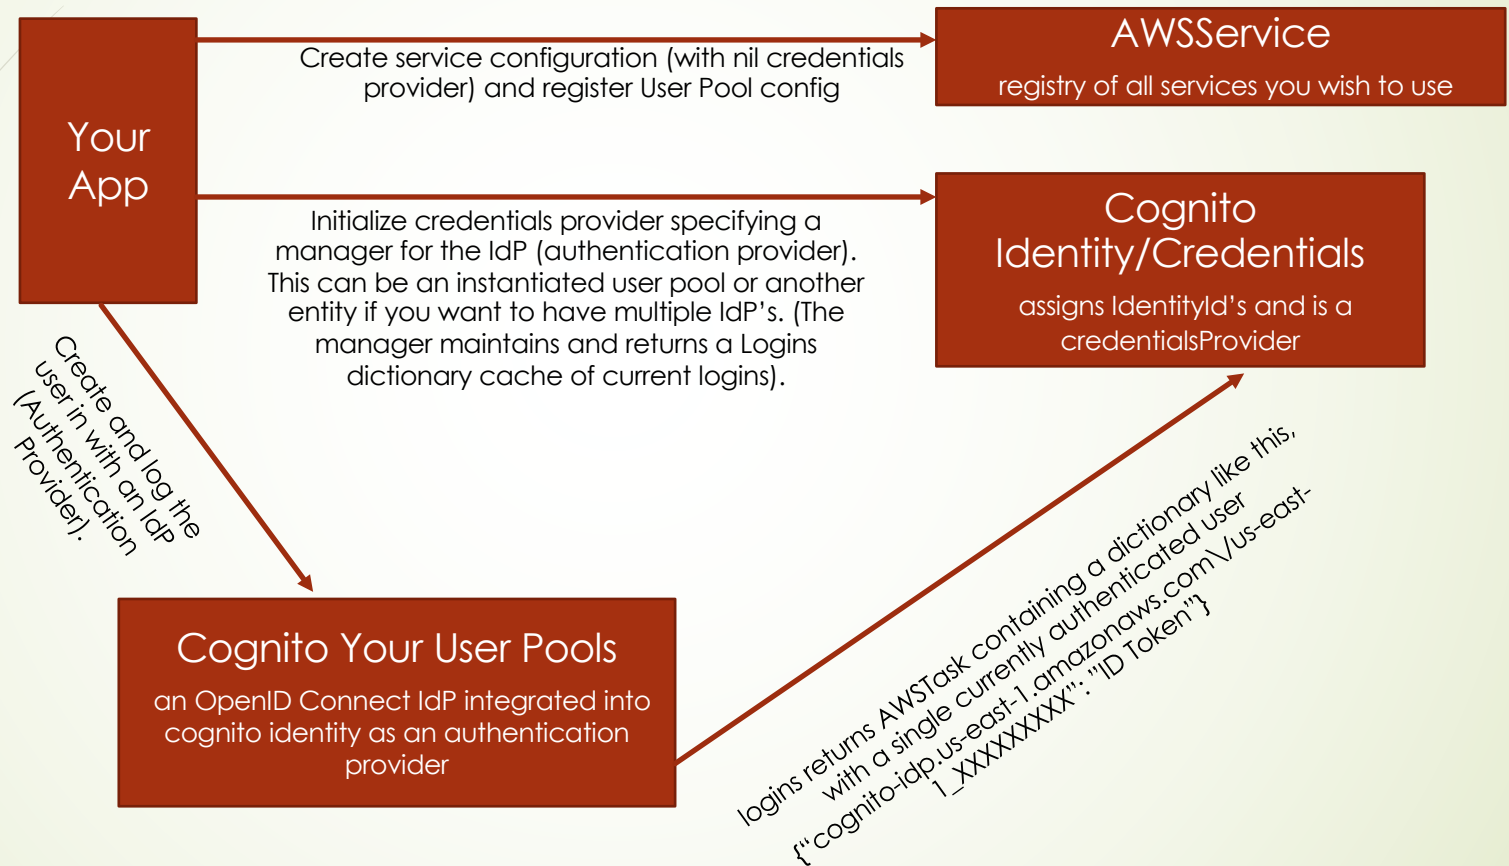 Your
App
Create service configuration (with nil credentials
provider) and register User Pool config
AWSService
registry of all services you wish to use
Initialize credentials provider specifying a
manager for the IdP (authentication provider).
This can be an instantiated user pool or another
entity if you want to have multiple IdP’s. (The
manager maintains and returns a Logins
dictionary cache of current logins).
Cognito
Identity/Credentials
assigns IdentityId’s and is a
credentialsProvider
Create and log the
user in with an IdP
(Authentication
Provider).
Cognito Your User Pools
an OpenID Connect IdP integrated into
cognito identity as an authentication
provider
logins returns AWSTask containing a dictionary like this,
with a single currently authenticated user
{“cognito-idp.us-east-1.amazonaws.com\/us-east-
1_XXXXXXXXX”: ”ID Token”}